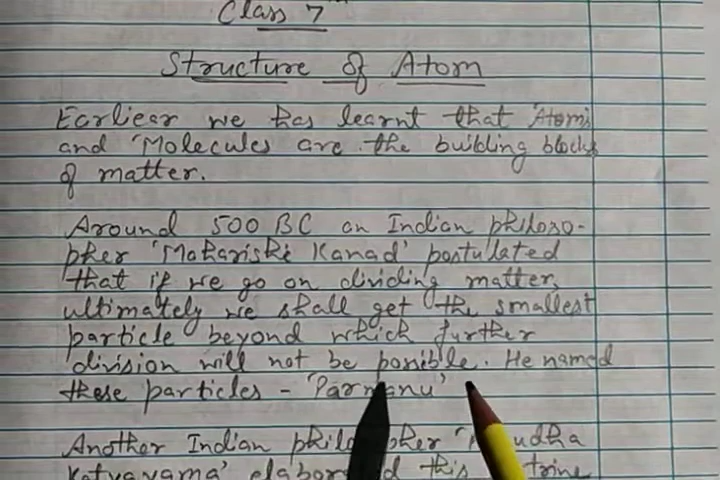 Class 7
Structure of Atom
Earliear we has learnt that 'Atoms
and 'Molecules are the building blocks
of matter.
Around 500 BC an Indian philoso-
pher 'Maharishi Kanad' postulated
that if we go on dividing matter,
ultimately we shall get the smallest
particle beyond which further
division will not be possible. He named
these particles - 'Parmanu'
Another Indian
Katyayama' this